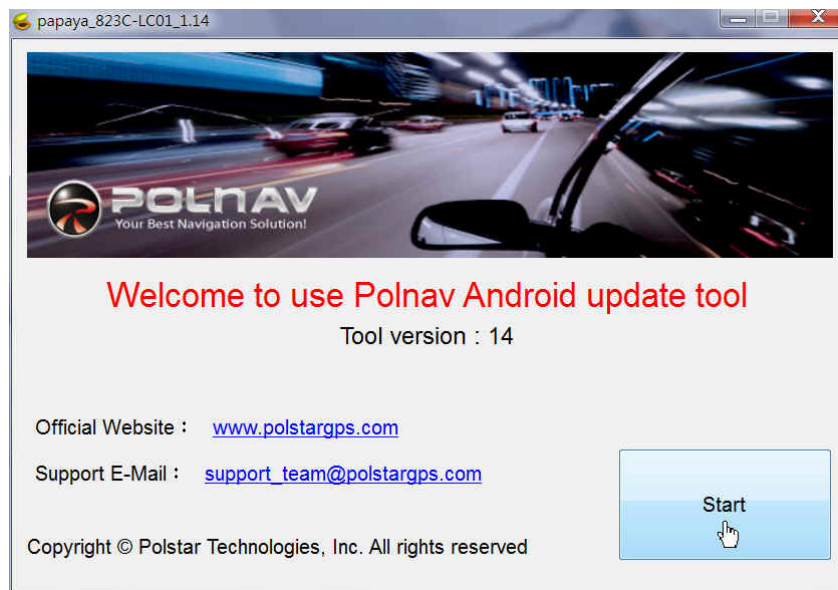 papaya_823C-LC01_1.14
POLNAV
Your Best Navigation Solution!
Welcome to use Polnav Android update tool
Tool version : 14
Official Website : www.polstargps.com
Support E-Mail : support_team@polstargps.com
Start
Copyright © Polstar Technologies, Inc. All rights reserved